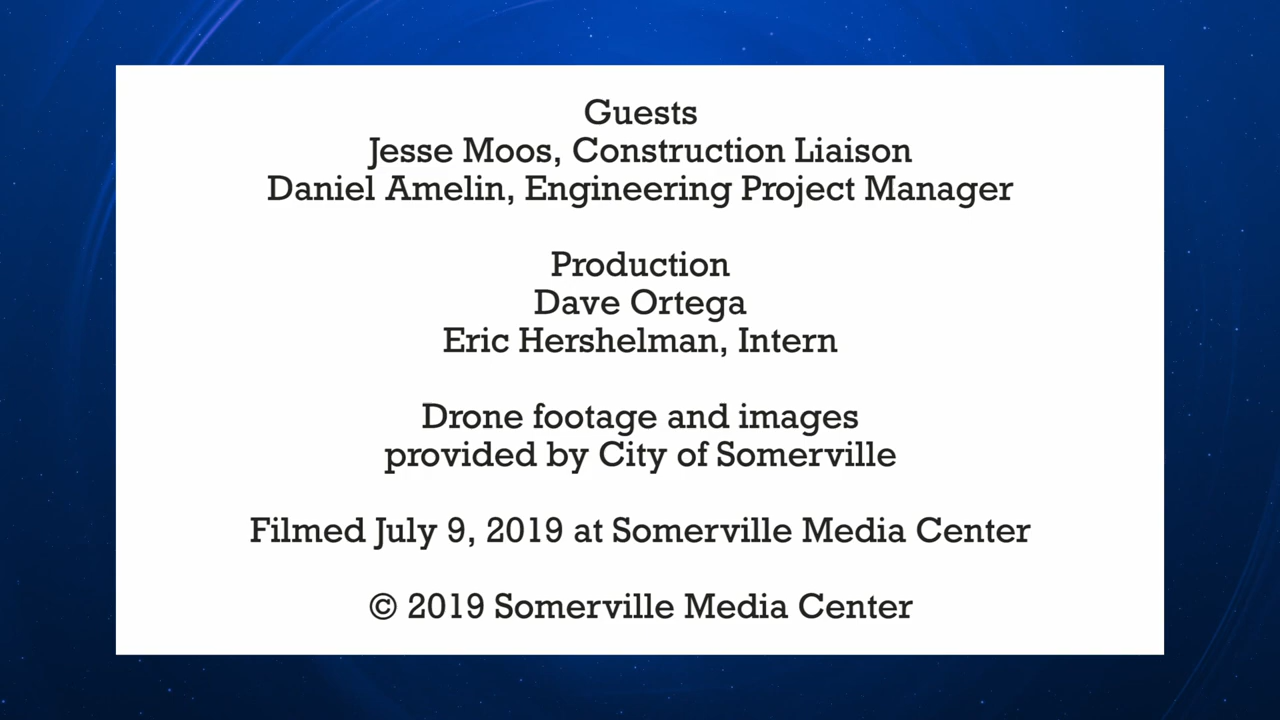 Guests
Jesse Moos, Construction Liaison
Daniel Amelin, Engineering Project Manager
Production
Dave Ortega
Eric Hershelman, Intern
Drone footage and images
provided by City of Somerville
Filmed July 9, 2019 at Somerville Media Center
© 2019 Somerville Media Center